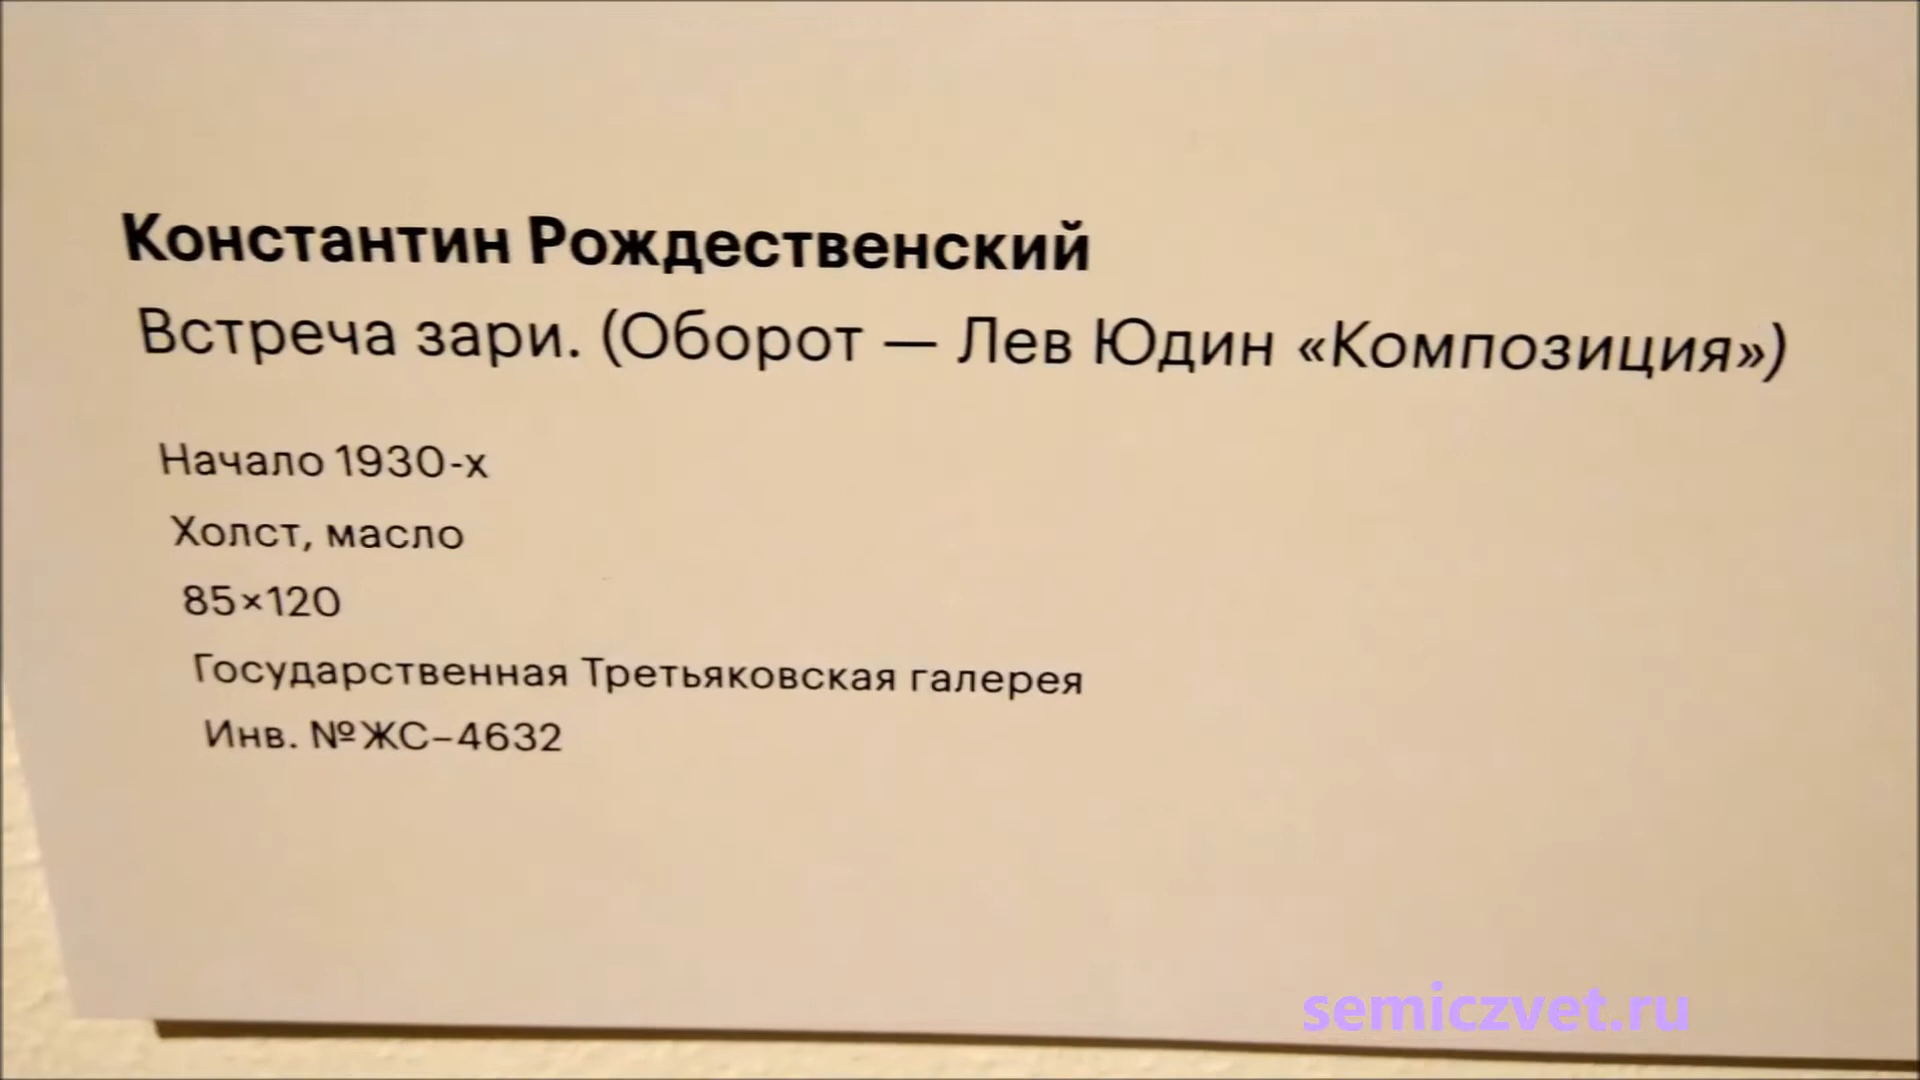 Константин Рождественский
Встреча зари. (Оборот — Лев Юдин «Композиция»)
Начало 1930-х
Холст, масло
85×120
Государственная Третьяковская галерея
Инв. №ЖС–4632
semiczvet.ru